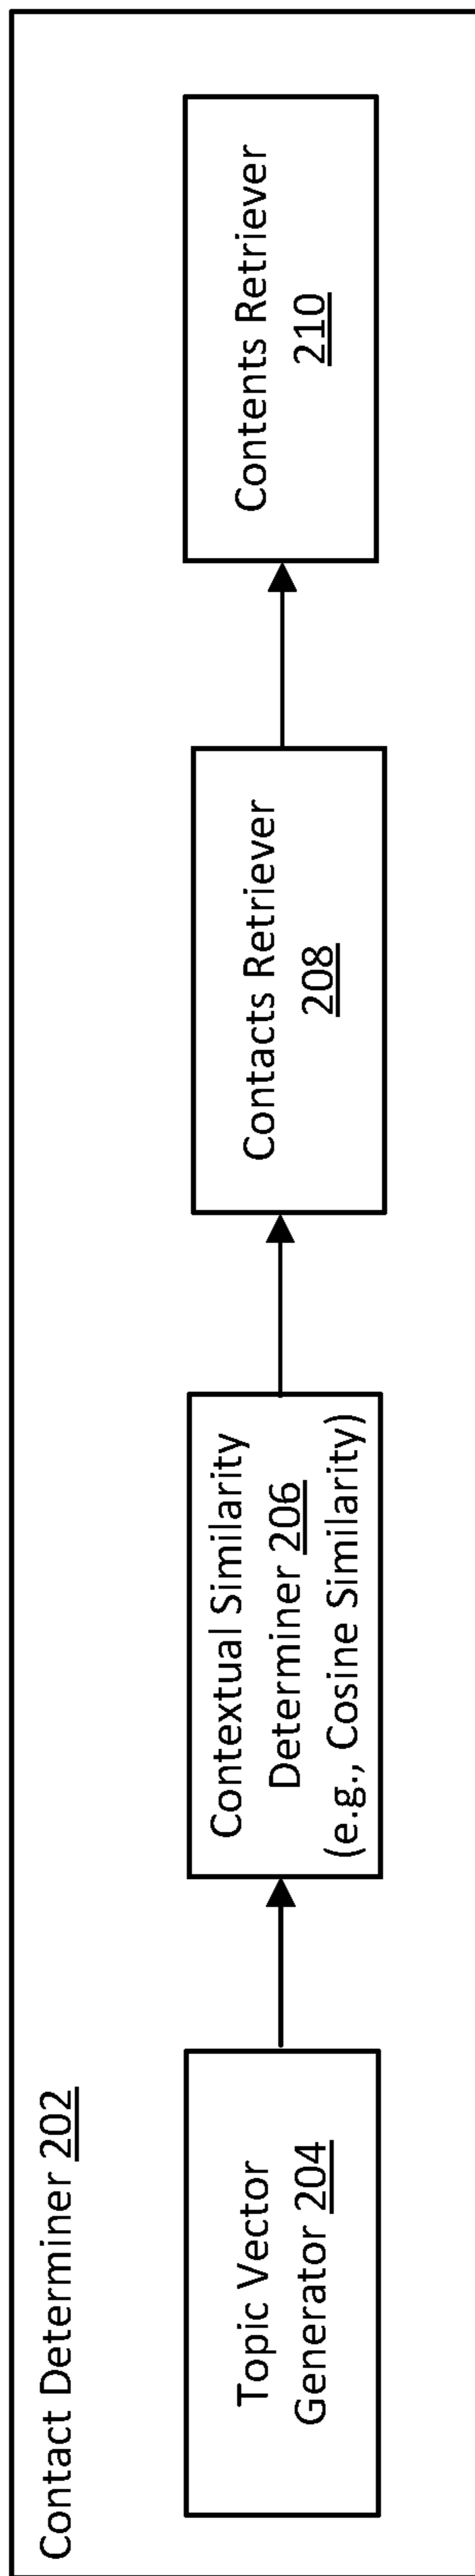 Contact Determiner 202
Topic Vector
Generator 204
Contextual Similarity
Determiner 206
(e.g., Cosine Similarity)
Contacts Retriever
208
Contents Retriever
210